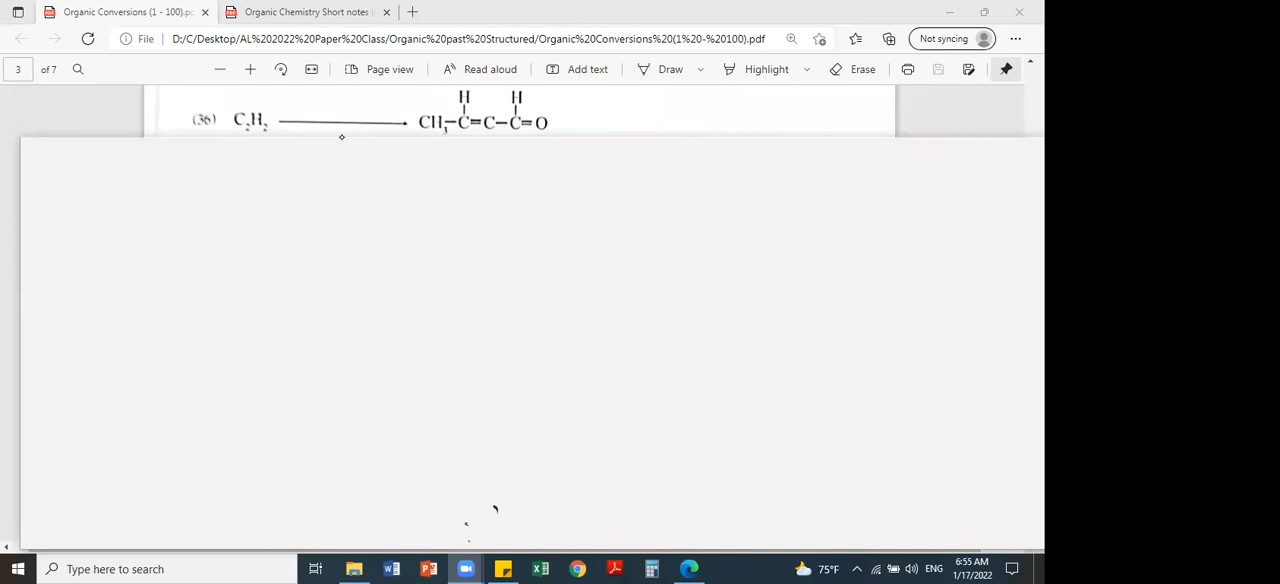 Organic Conversions (1 - 100).pc
Organic Chemistry Short notes (
File
D:/C/Desktop/AL%202022%20Paper%20Class/Organic%20past%20Structured/Organic%20Conversions%20(1%20-%20100).pdf
Not syncing
3 of 7
Page view
Read aloud
Add text
Draw
Highlight
Erase
H H
(36) C₂H₂ CH₃-C=C-C=O
Type here to search
75°F
ENG
6:55 AM
1/17/2022